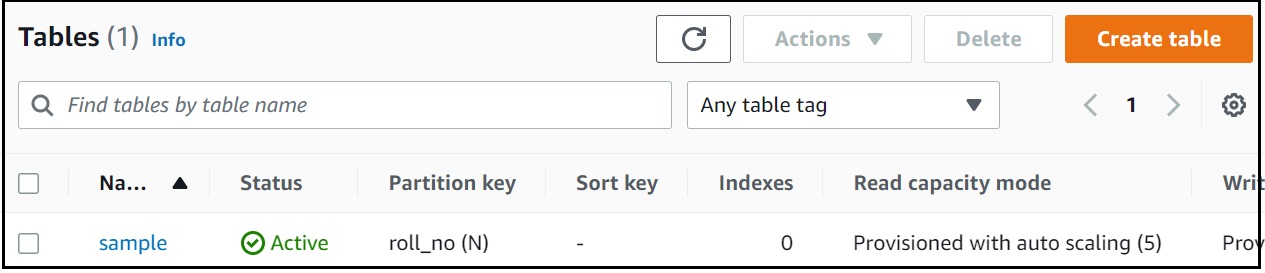 Tables (1) Info
Actions Delete Create table
Find tables by table name
Any table tag
1
Na... Status Partition key Sort key Indexes Read capacity mode Writ
sample Active roll_no (N) - 0 Provisioned with auto scaling (5) Prov